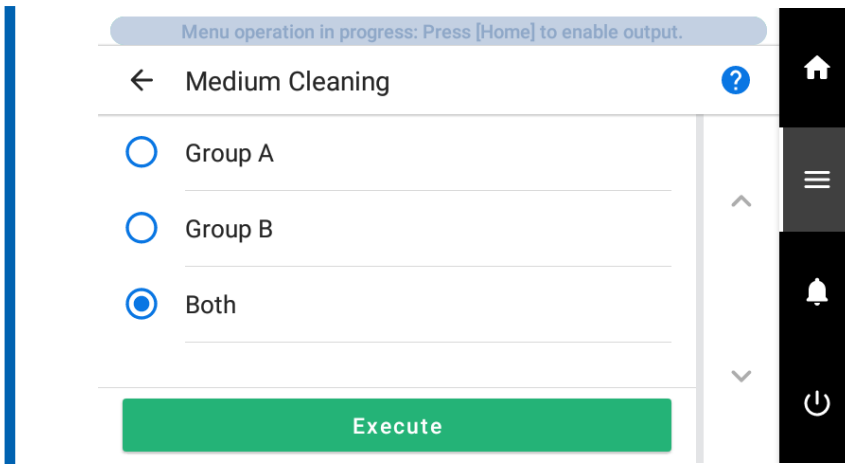 Menu operation in progress: Press [Home] to enable output.
Medium Cleaning
?
Group A
Group B
Both
Execute